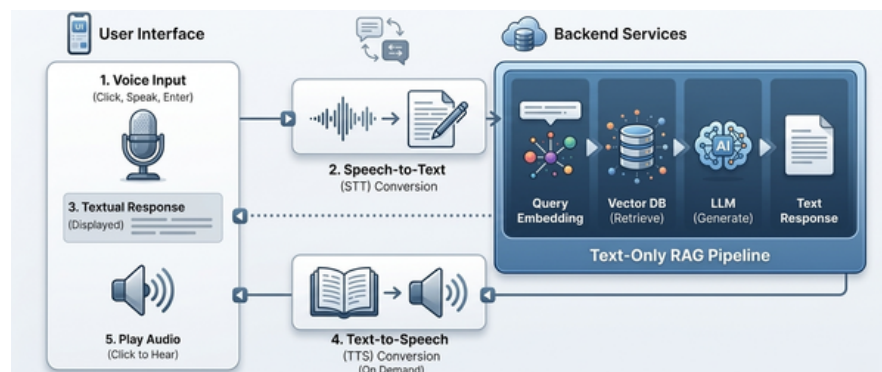 User Interface
Backend Services
1. Voice Input
(Click, Speak, Enter)
2. Speech-to-Text
(STT) Conversion
3. Textual Response
(Displayed)
AI
Query
Embedding
Vector DB
(Retrieve)
LLM
(Generate)
Text
Response
Text-Only RAG Pipeline
4. Text-to-Speech
(TTS) Conversion
(On Demand)
5. Play Audio
(Click to Hear)